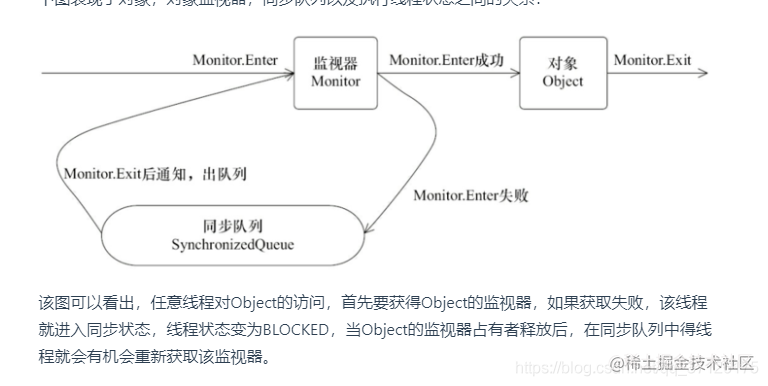 下图表现了对象，对象监视器，同步队列以及执行线程状态之间的关系：
Monitor.Enter
监视器
Monitor
Monitor.Enter成功
对象
Object
Monitor.Exit
Monitor.Exit后通知，出队列
Monitor.Enter失败
同步队列
SynchronizedQueue
该图可以看出，任意线程对Object的访问，首先要获得Object的监视器，如果获取失败，该线程
就进入同步状态，线程状态变为BLOCKED，当Object的监视器占有者释放后，在同步队列中得线
程就会有机会重新获取该监视器。
https://blog.cs
@稀土掘金技术社区